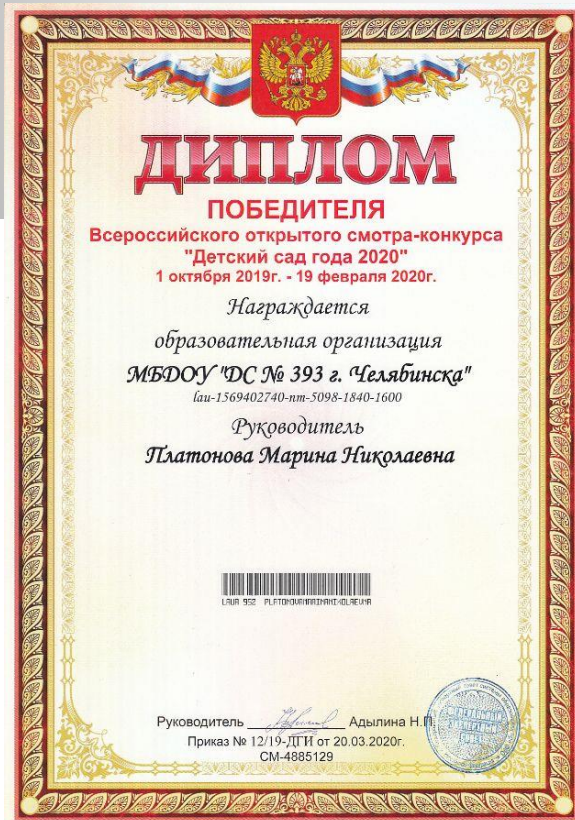 ДИПЛОМ
ПОБЕДИТЕЛЯ
Всероссийского открытого смотра-конкурса
"Детский сад года 2020"
1 октября 2019г. - 19 февраля 2020г.
Награждается
образовательная организация
МБДОУ "ДС № 393 г. Челябинска"
lau-1569402740-nm-5098-1840-1600
Руководитель
Платонова Марина Николаевна
LAUR 952 PLATONOVAMARINANIKOLAEVNA
Руководитель Адылина Н.П.
Приказ № 12/19-ДГИ от 20.03.2020г.
СМ-4885129